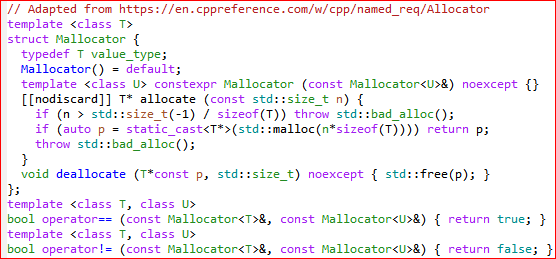 // Adapted from https://en.cppreference.com/w/cpp/named_req/Allocator
template <class T>
struct Mallocator {
  typedef T value_type;
  Mallocator() = default;
  template <class U> constexpr Mallocator (const Mallocator<U>&) noexcept {}
  [[nodiscard]] T* allocate (const std::size_t n) {
    if (n > std::size_t(-1) / sizeof(T)) throw std::bad_alloc();
    if (auto p = static_cast<T*>(std::malloc(n*sizeof(T)))) return p;
    throw std::bad_alloc();
  }
  void deallocate (T*const p, std::size_t) noexcept { std::free(p); }
};
template <class T, class U>
bool operator== (const Mallocator<T>&, const Mallocator<U>&) { return true; }
template <class T, class U>
bool operator!= (const Mallocator<T>&, const Mallocator<U>&) { return false; }